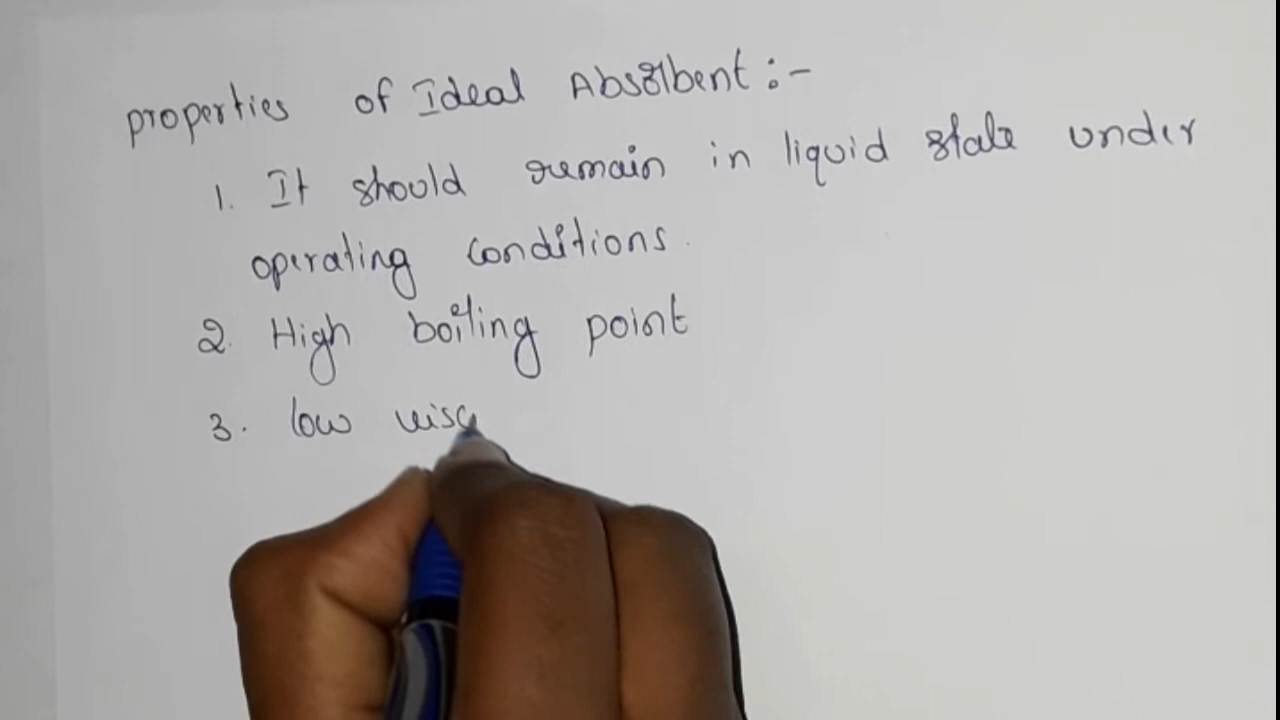 properties of Ideal Absorbent :-
1. It should remain in liquid state under
operating conditions.
2. High boiling point
3. low visc